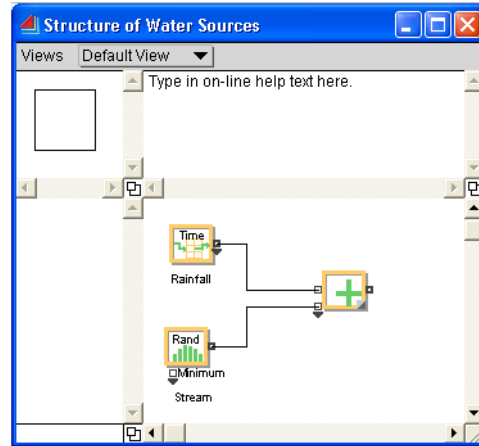 Structure of Water Sources
Views Default View
Type in on-line help text here.
Time
Rainfall
Rand
Minimum
Stream